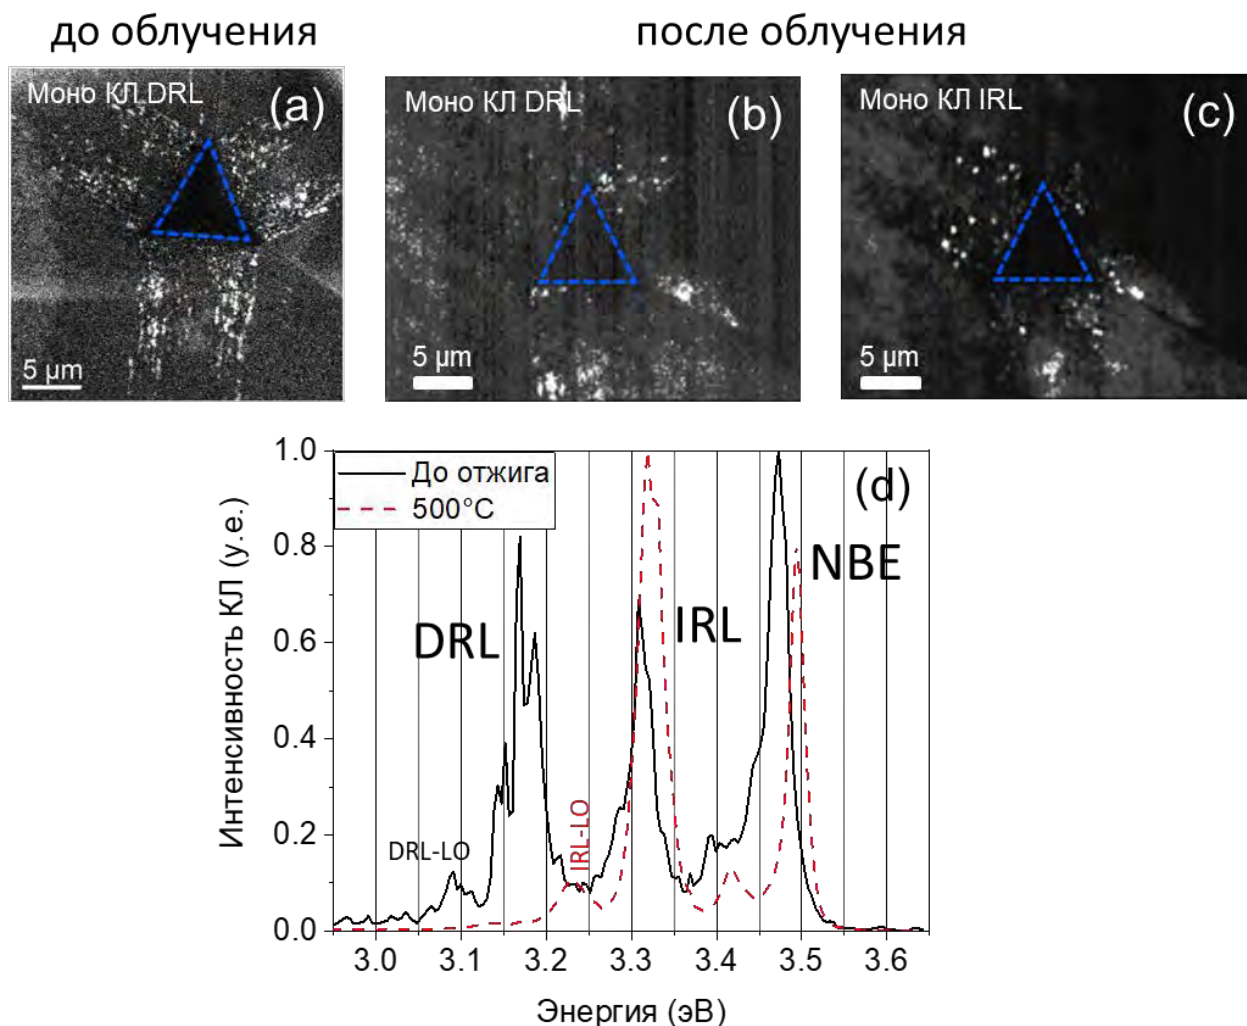 до облучения
после облучения
Моно КЛ DRL
(a)
5 µm
Моно КЛ DRL
(b)
5 µm
Моно КЛ IRL
(c)
5 µm
До отжига
500°C
(d)
DRL
IRL
NBE
DRL-LO
IRL-LO
Интенсивность КЛ (у.е.)
1.0
0.8
0.6
0.4
0.2
0.0
3.0 3.1 3.2 3.3 3.4 3.5 3.6
Энергия (эВ)